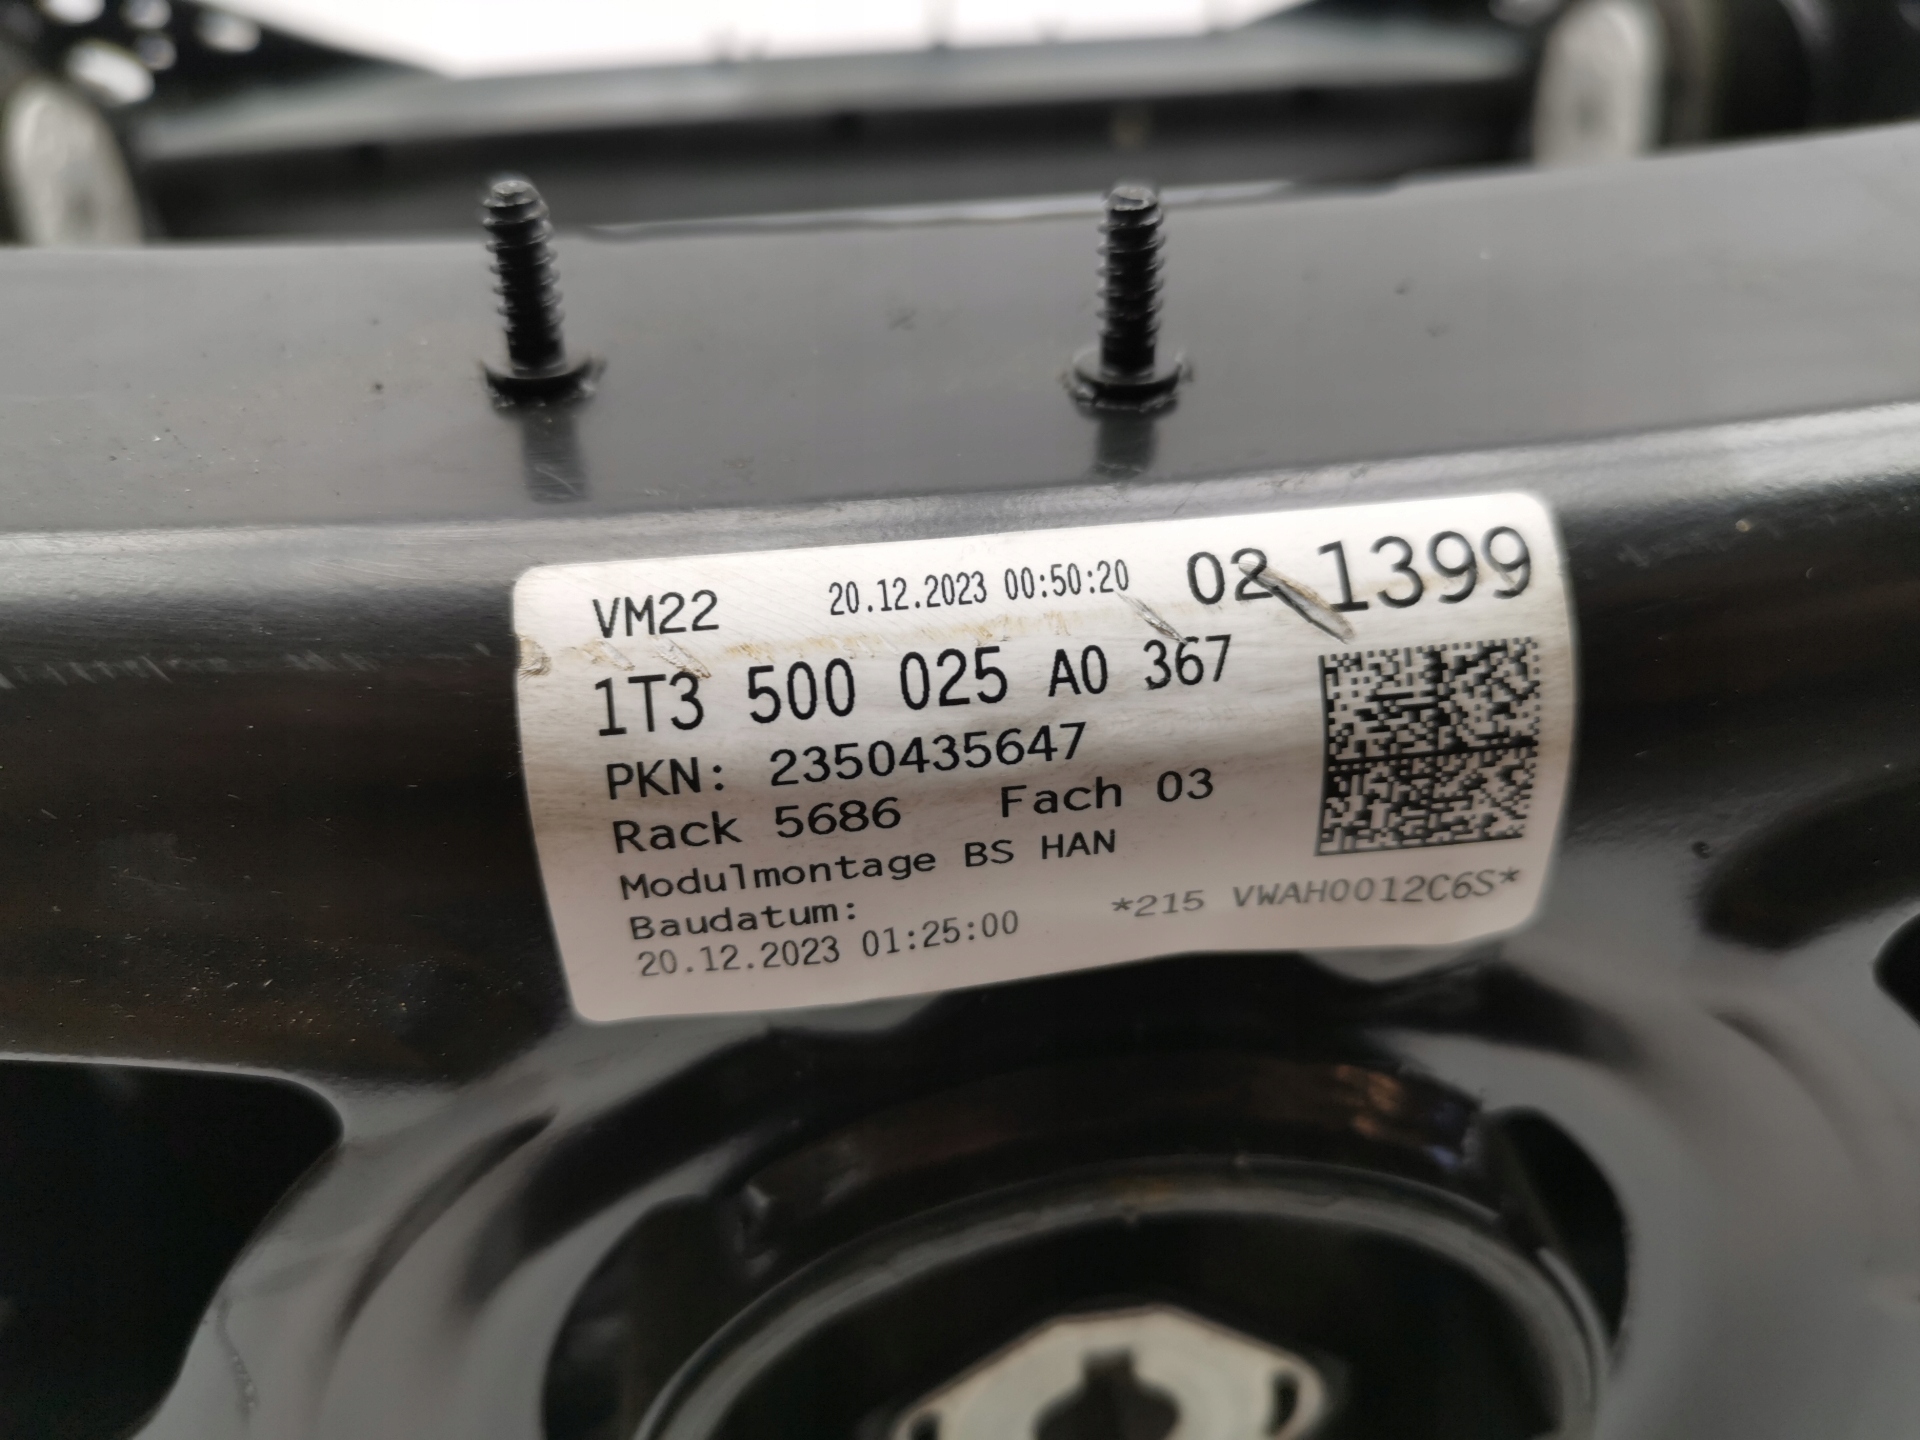 VM22 20.12.2023 00:50:20 02 1399
1T3 500 025 A0 367
PKN: 2350435647
Rack 5686 Fach 03
Modulmontage BS HAN
Baudatum:
20.12.2023 01:25:00 *215 VWAH0012C6S*